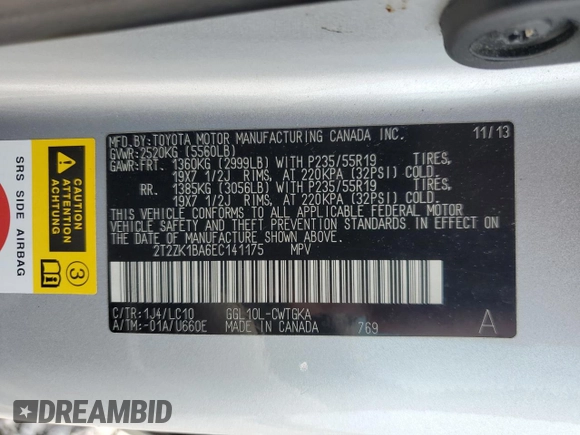 MFD.BY:TOYOTA MOTOR MANUFACTURING CANADA INC. 11/13
GVWR:2520KG (5560LB)
GAWR:FRT. 1360KG (2999LB) WITH P235/55R19 TIRES,
19X7 1/2J RIMS, AT 220KPA (32PSI) COLD.
RR. 1385KG (3056LB) WITH P235/55R19 TIRES,
19X7 1/2J RIMS, AT 220KPA (32PSI) COLD.
THIS VEHICLE CONFORMS TO ALL APPLICABLE FEDERAL MOTOR
VEHICLE SAFETY AND THEFT PREVENTION STANDARDS IN EFFECT ON
THE DATE OF MANUFACTURE SHOWN ABOVE.
2T2ZK1BA6EC141175 MPV
C/TR:1J4/LC10 GGL10L-CWTGKA
A/TM:-01A/U660E MADE IN CANADA 769 A
SRS SIDE AIRBAG
CAUTION
ACHTUNG
ATTENTION
3
DREAMBID